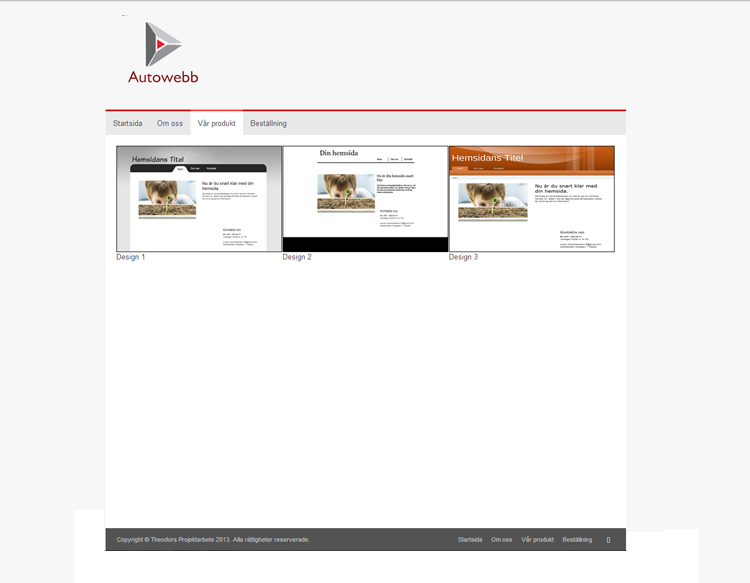 Autowebb
Startsida Om oss Vår produkt Beställning
Hemsidans Titel
Nu är du snart klar med din
hemsida.
Kontakta oss
Din hemsida
Nu är du snart klar med din hemsida snart
Kontakta oss
Hemsidans Titel
Nu är du snart klar med din
hemsida.
Kontakta oss
Design 1
Design 2
Design 3
Copyright © Theodors Projektarbete 2013. Alla rättigheter reserverade.
Startsida Om oss Vår produkt Beställning